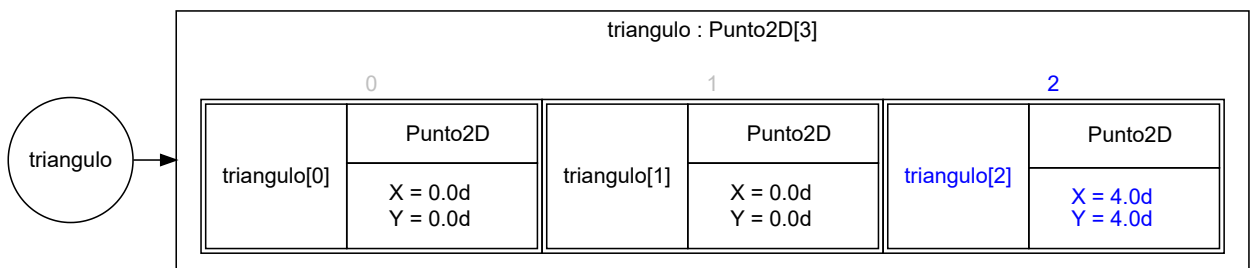 triangulo : Punto2D[3]
0
1
2
triangulo
triangulo[0]
Punto2D
X = 0.0d
Y = 0.0d
triangulo[1]
Punto2D
X = 0.0d
Y = 0.0d
triangulo[2]
Punto2D
X = 4.0d
Y = 4.0d